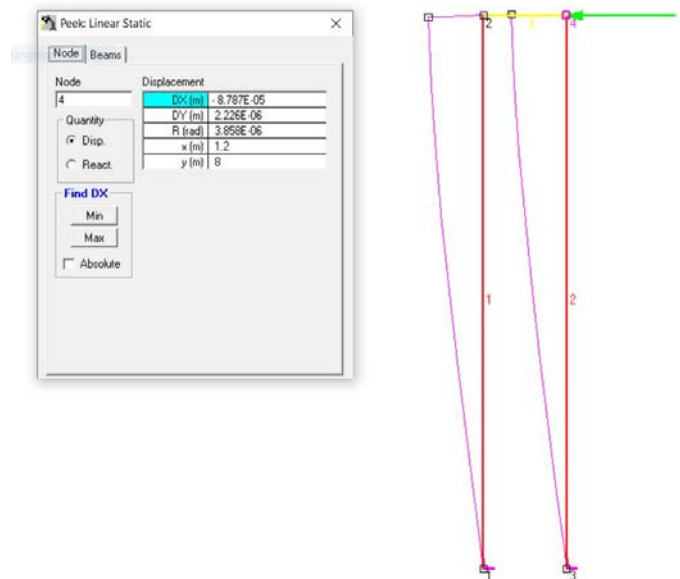 Peek: Linear Static
Node
Beams
Node
4
Displacement
DX (m) - 8.787E-05
DY (m) 2.226E-06
R (rad) 3.858E-06
x (m) 1.2
y (m) 8
Quantity
Disp.
React.
Find DX
Min
Max
Absolute
2
4
1
2
1
3